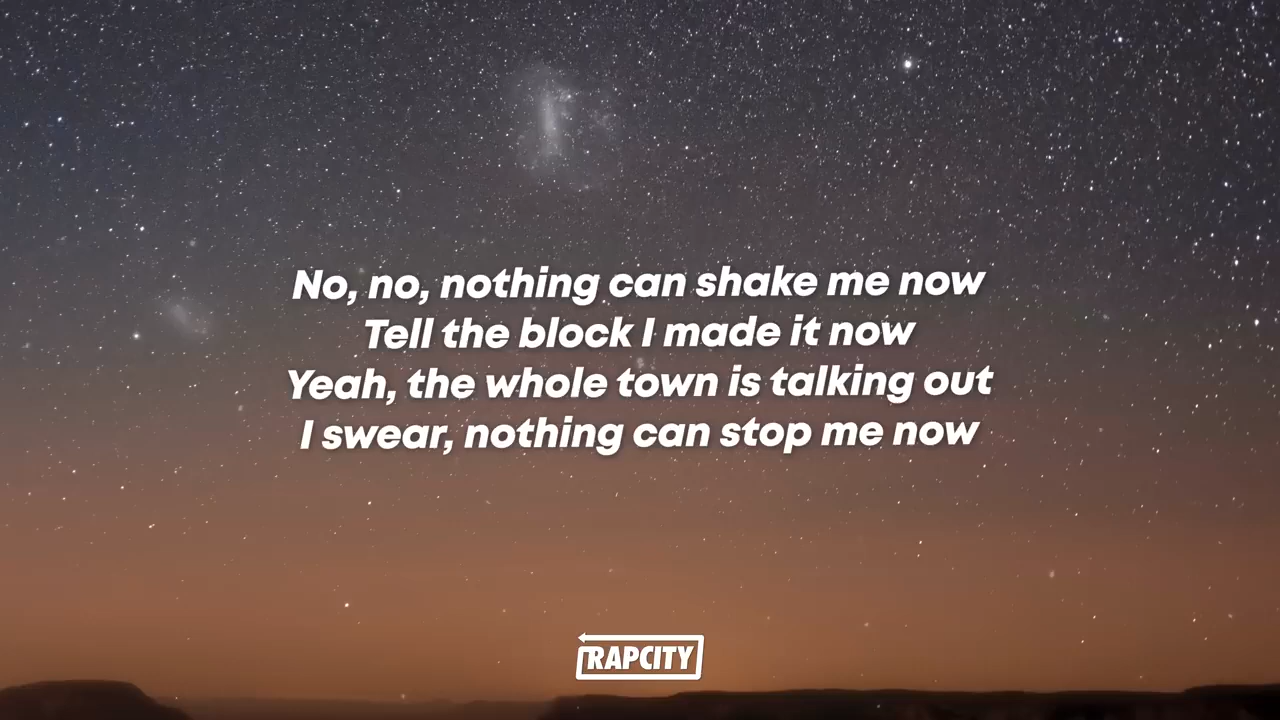 No, no, nothing can shake me now
Tell the block I made it now
Yeah, the whole town is talking out
I swear, nothing can stop me now
RAPCITY